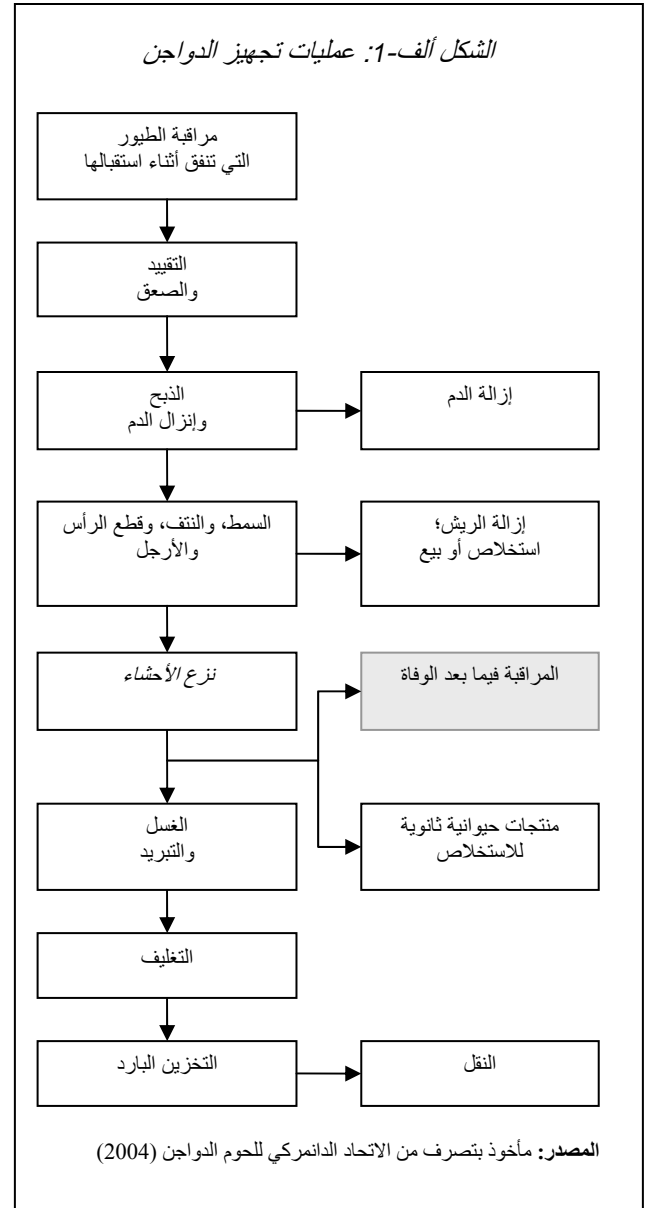 الشكل ألف-1: عمليات تجهيز الدواجن
مراقبة الطيور
التي تنفق أثناء استقبالها
التقييد
والصعق
الذبح
وإنزال الدم
إزالة الدم
السمط، والنتف، وقطع الرأس
والأرجل
إزالة الريش؛
استخلاص أو بيع
نزع الأحشاء
المراقبة فيما بعد الوفاة
الغسل
والتبريد
منتجات حيوانية ثانوية
للاستخلاص
التغليف
التخزين البارد
النقل
المصدر: مأخوذ بتصرف من الاتحاد الدانمركي للحوم الدواجن (2004)